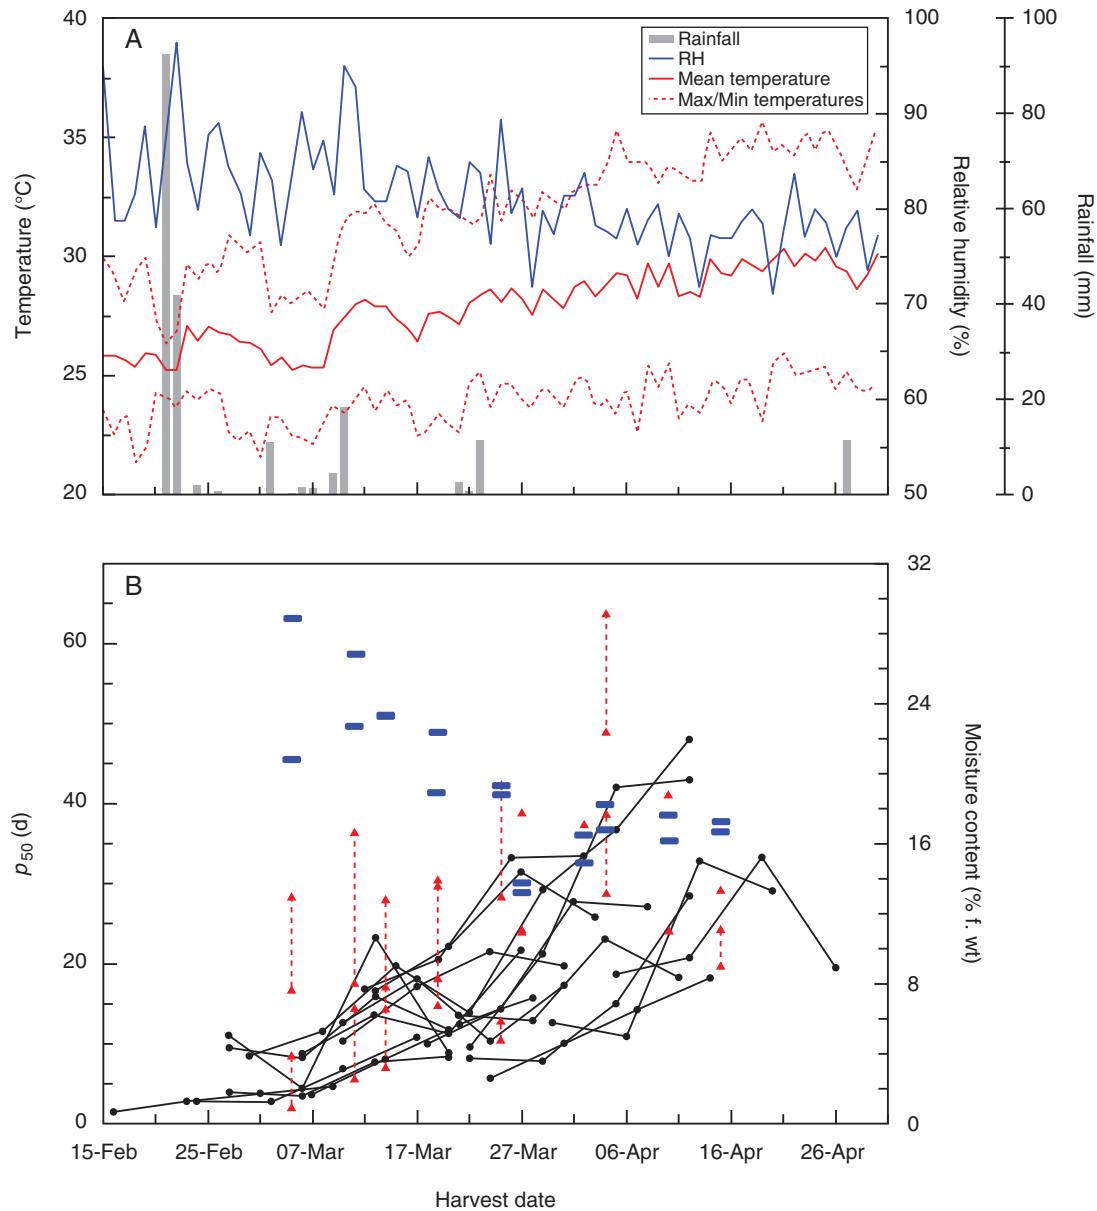 A
40
35
30
25
20
Temperature (°C)
100
90
80
70
60
50
Relative humidity (%)
100
80
60
40
20
0
Rainfall (mm)
Rainfall
RH
Mean temperature
Max/Min temperatures
B
60
40
20
0
p50 (d)
32
24
16
8
0
Moisture content (% f. wt)
15-Feb 25-Feb 07-Mar 17-Mar 27-Mar 06-Apr 16-Apr 26-Apr
Harvest date